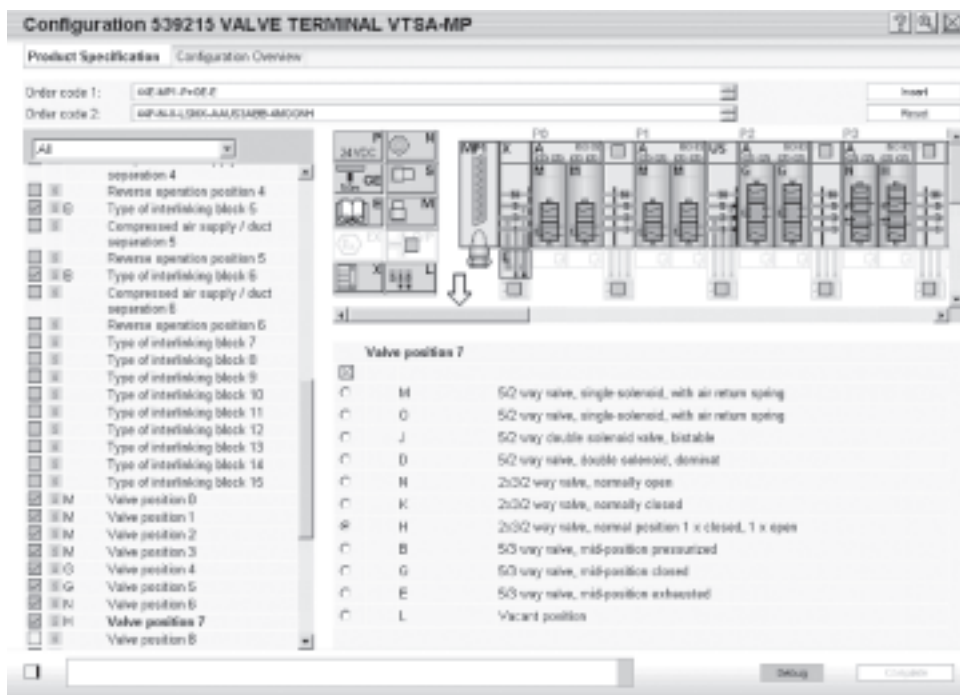 Configuration 539215 VALVE TERMINAL VTSA-MP
Product Specification Configuration Overview
Order code 1:
Insert
Order code 2:
Reset
All
separation 4
Reverse operation position 4
B Type of interlinking block 5
Compressed air supply / duct
separation 5
Reverse operation position 5
B Type of interlinking block 6
Compressed air supply / duct
separation 6
Reverse operation position 6
Type of interlinking block 7
Type of interlinking block 8
Type of interlinking block 9
Type of interlinking block 10
Type of interlinking block 11
Type of interlinking block 12
Type of interlinking block 13
Type of interlinking block 14
Type of interlinking block 15
M Valve position 0
M Valve position 1
M Valve position 2
M Valve position 3
G Valve position 4
G Valve position 5
N Valve position 6
H Valve position 7
Valve position 8
P N
24VDC
GE S
E M
EX
X L
P0 P1 P2 P3
MP1 X A A US A A
M M M M G G N H
Valve position 7
M 5/2 way valve, single solenoid, with air return spring
O 5/2 way valve, single solenoid, with air return spring
J 5/2 way double solenoid valve, bistable
D 5/2 way valve, double solenoid, dominat
N 2x3/2 way valve, normally open
K 2x3/2 way valve, normally closed
H 2x3/2 way valve, normal position 1 x closed, 1 x open
B 5/3 way valve, mid-position pressurized
G 5/3 way valve, mid-position closed
E 5/3 way valve, mid-position exhausted
L Vacant position
Debug
Complete